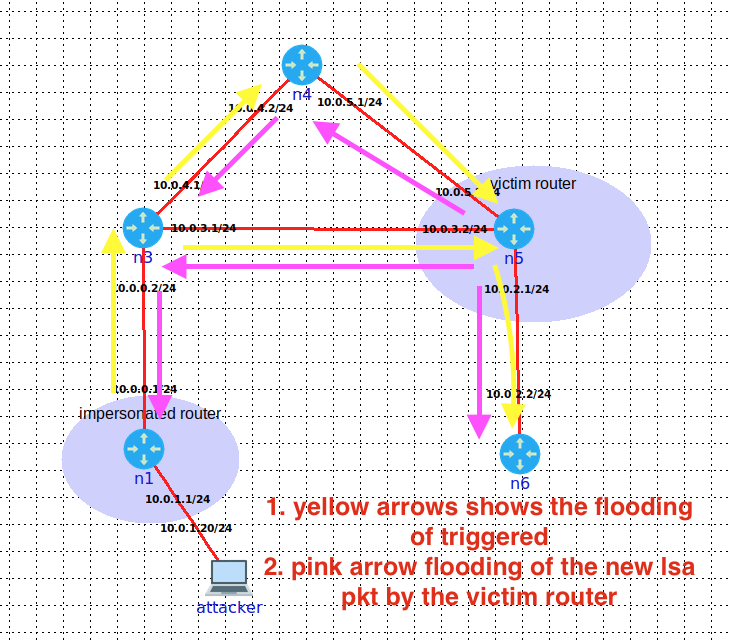 n4
10.0.4.2/24
10.0.5.1/24
10.0.4.1
victim router
10.0.5.
10.0.3.1/24
10.0.3.2/24
n3
n5
0.0.0.2/24
10.0.2.1/24
10.0.0.1/24
10.0 2.2/24
impersonated router
n1
n6
10.0.1.1/24
10.0.1.20/24
1. yellow arrows shows the flooding
of triggered
2. pink arrow flooding of the new lsa
pkt by the victim router
attacker